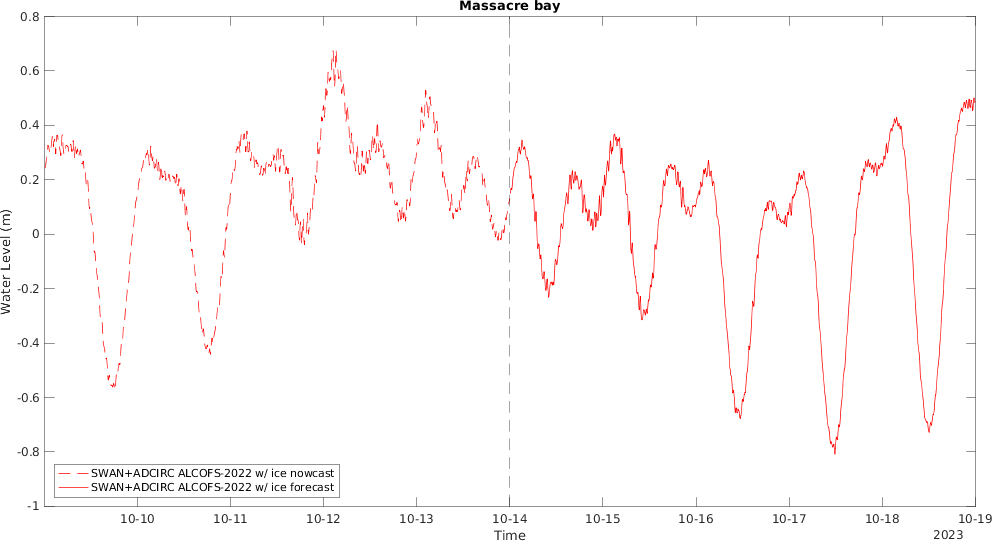 Massacre bay
0.8
0.6
0.4
0.2
0
-0.2
-0.4
-0.6
-0.8
-1
Water Level (m)
SWAN+ADCIRC ALCOFS-2022 w/ ice nowcast
SWAN+ADCIRC ALCOFS-2022 w/ ice forecast
10-10 10-11 10-12 10-13 10-14 10-15 10-16 10-17 10-18 10-19
Time
2023